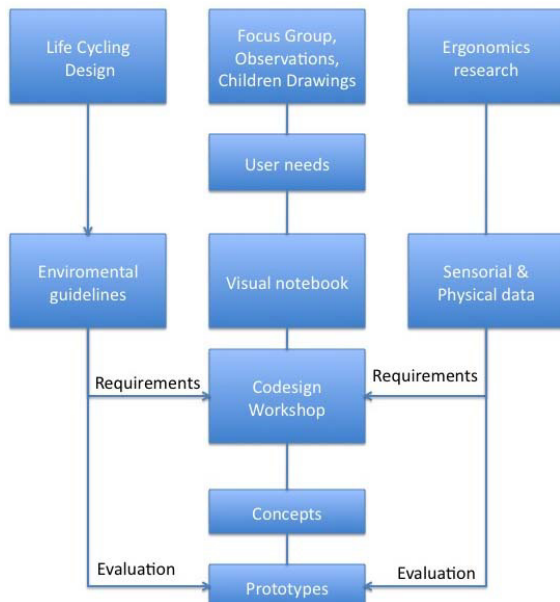 Life Cycling
Design
Focus Group,
Observations,
Children Drawings
Ergonomics
research
User needs
Enviromental
guidelines
Visual notebook
Sensorial &
Physical data
Requirements
Codesign
Workshop
Requirements
Concepts
Evaluation
Prototypes
Evaluation